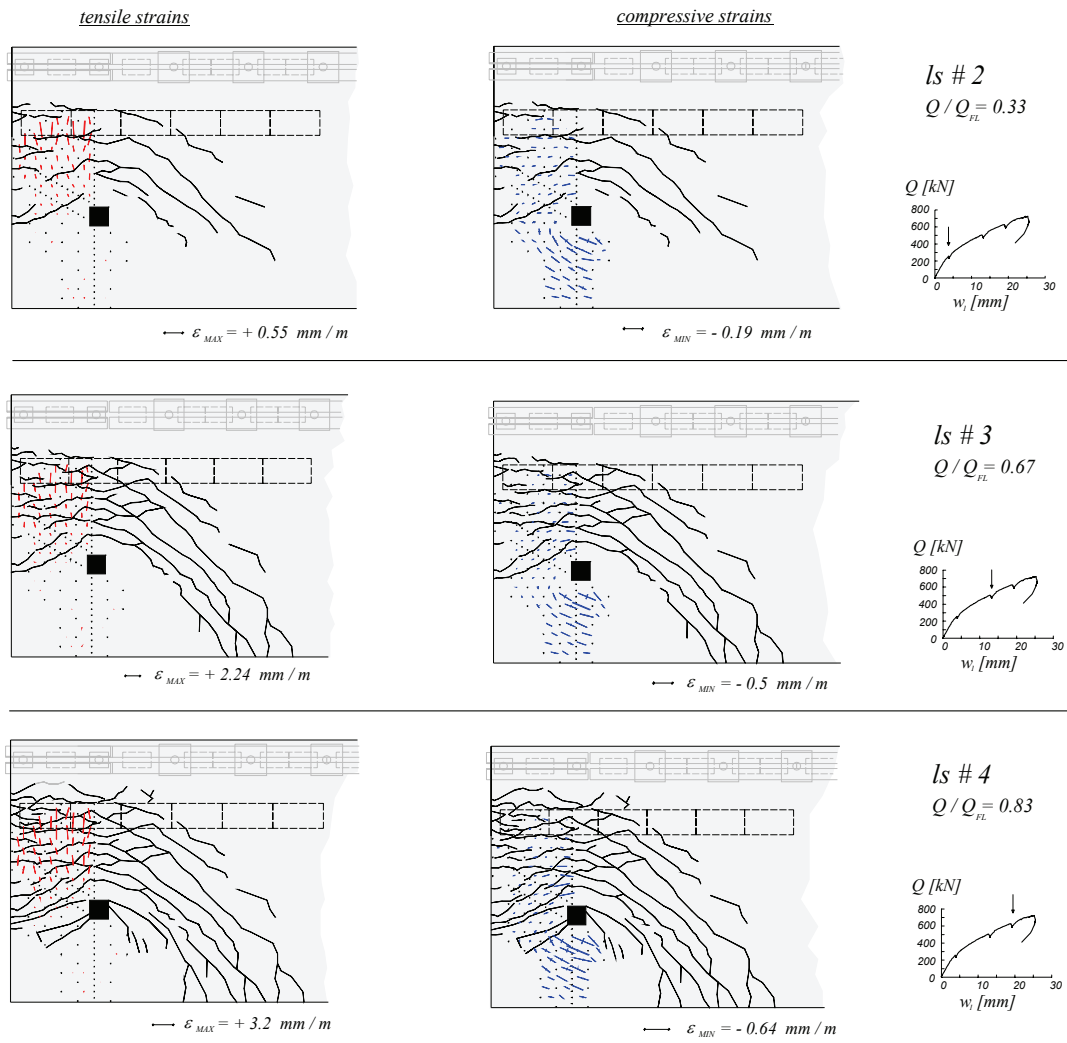 tensile strains
compressive strains
ls # 2
Q / Q_FL = 0.33
Q [kN]
800
600
400
200
0
0 10 20 30
w_l [mm]
ε_MAX = + 0.55 mm / m
ε_MIN = - 0.19 mm / m
ls # 3
Q / Q_FL = 0.67
Q [kN]
800
600
400
200
0
0 10 20 30
w_l [mm]
ε_MAX = + 2.24 mm / m
ε_MIN = - 0.5 mm / m
ls # 4
Q / Q_FL = 0.83
Q [kN]
800
600
400
200
0
0 10 20 30
w_l [mm]
ε_MAX = + 3.2 mm / m
ε_MIN = - 0.64 mm / m